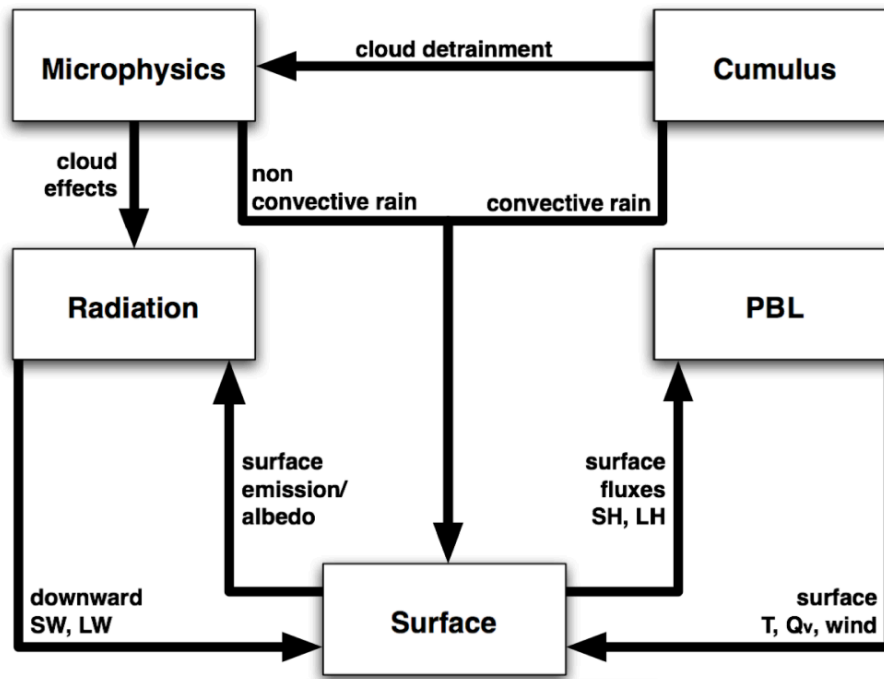 Microphysics
cloud detrainment
Cumulus
cloud
effects
non
convective rain
convective rain
Radiation
PBL
surface
emission/
albedo
surface
fluxes
SH, LH
downward
SW, LW
Surface
surface
T, Qv, wind